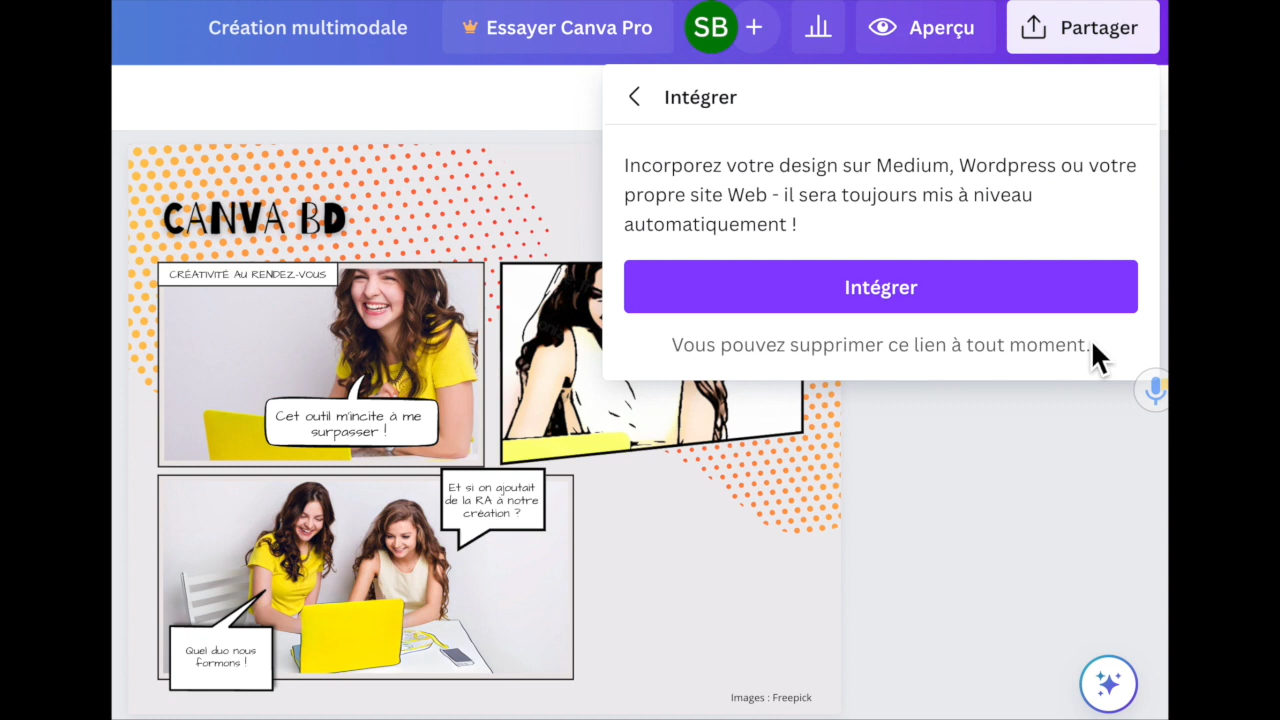 Création multimodale
Essayer Canva Pro
SB
Aperçu
Partager
Intégrer
Incorporez votre design sur Medium, Wordpress ou votre
propre site Web - il sera toujours mis à niveau
automatiquement !
Intégrer
Vous pouvez supprimer ce lien à tout moment.
CANVA BD
CRÉATIVITÉ AU RENDEZ-VOUS
Cet outil m'incite à me
surpasser !
Et si on ajoutait
de la RA à notre
création ?
Quel duo nous
formons !
Images : Freepick